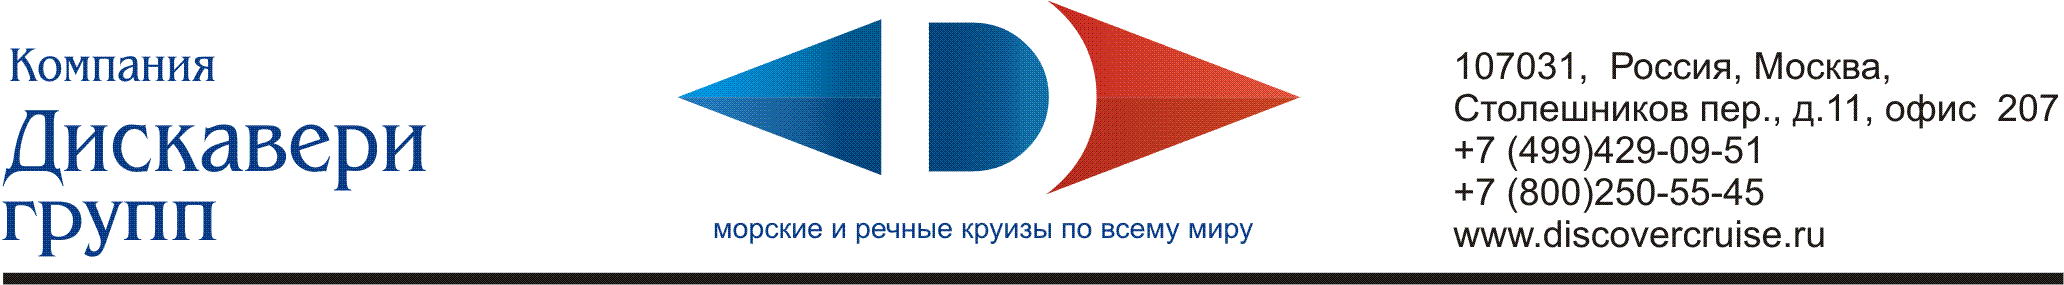 Компания
Дискавери
групп
D
морские и речные круизы по всему миру
107031,  Россия, Москва,
Столешников пер., д.11, офис  207
+7 (499)429-09-51
+7 (800)250-55-45
www.discovercruise.ru